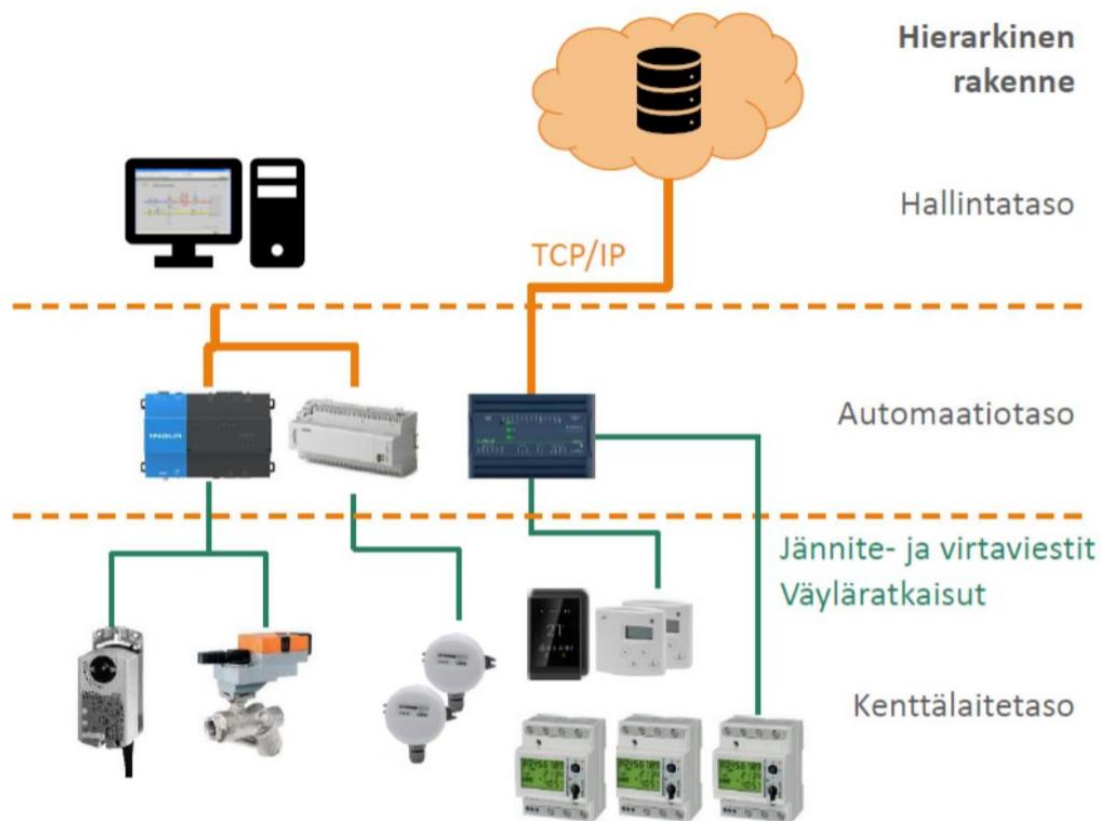 Hierarkinen
rakenne
Hallintataso
TCP/IP
Automaatiotaso
Jännite- ja virtaviestit
Väyläratkaisut
Kenttälaitetaso